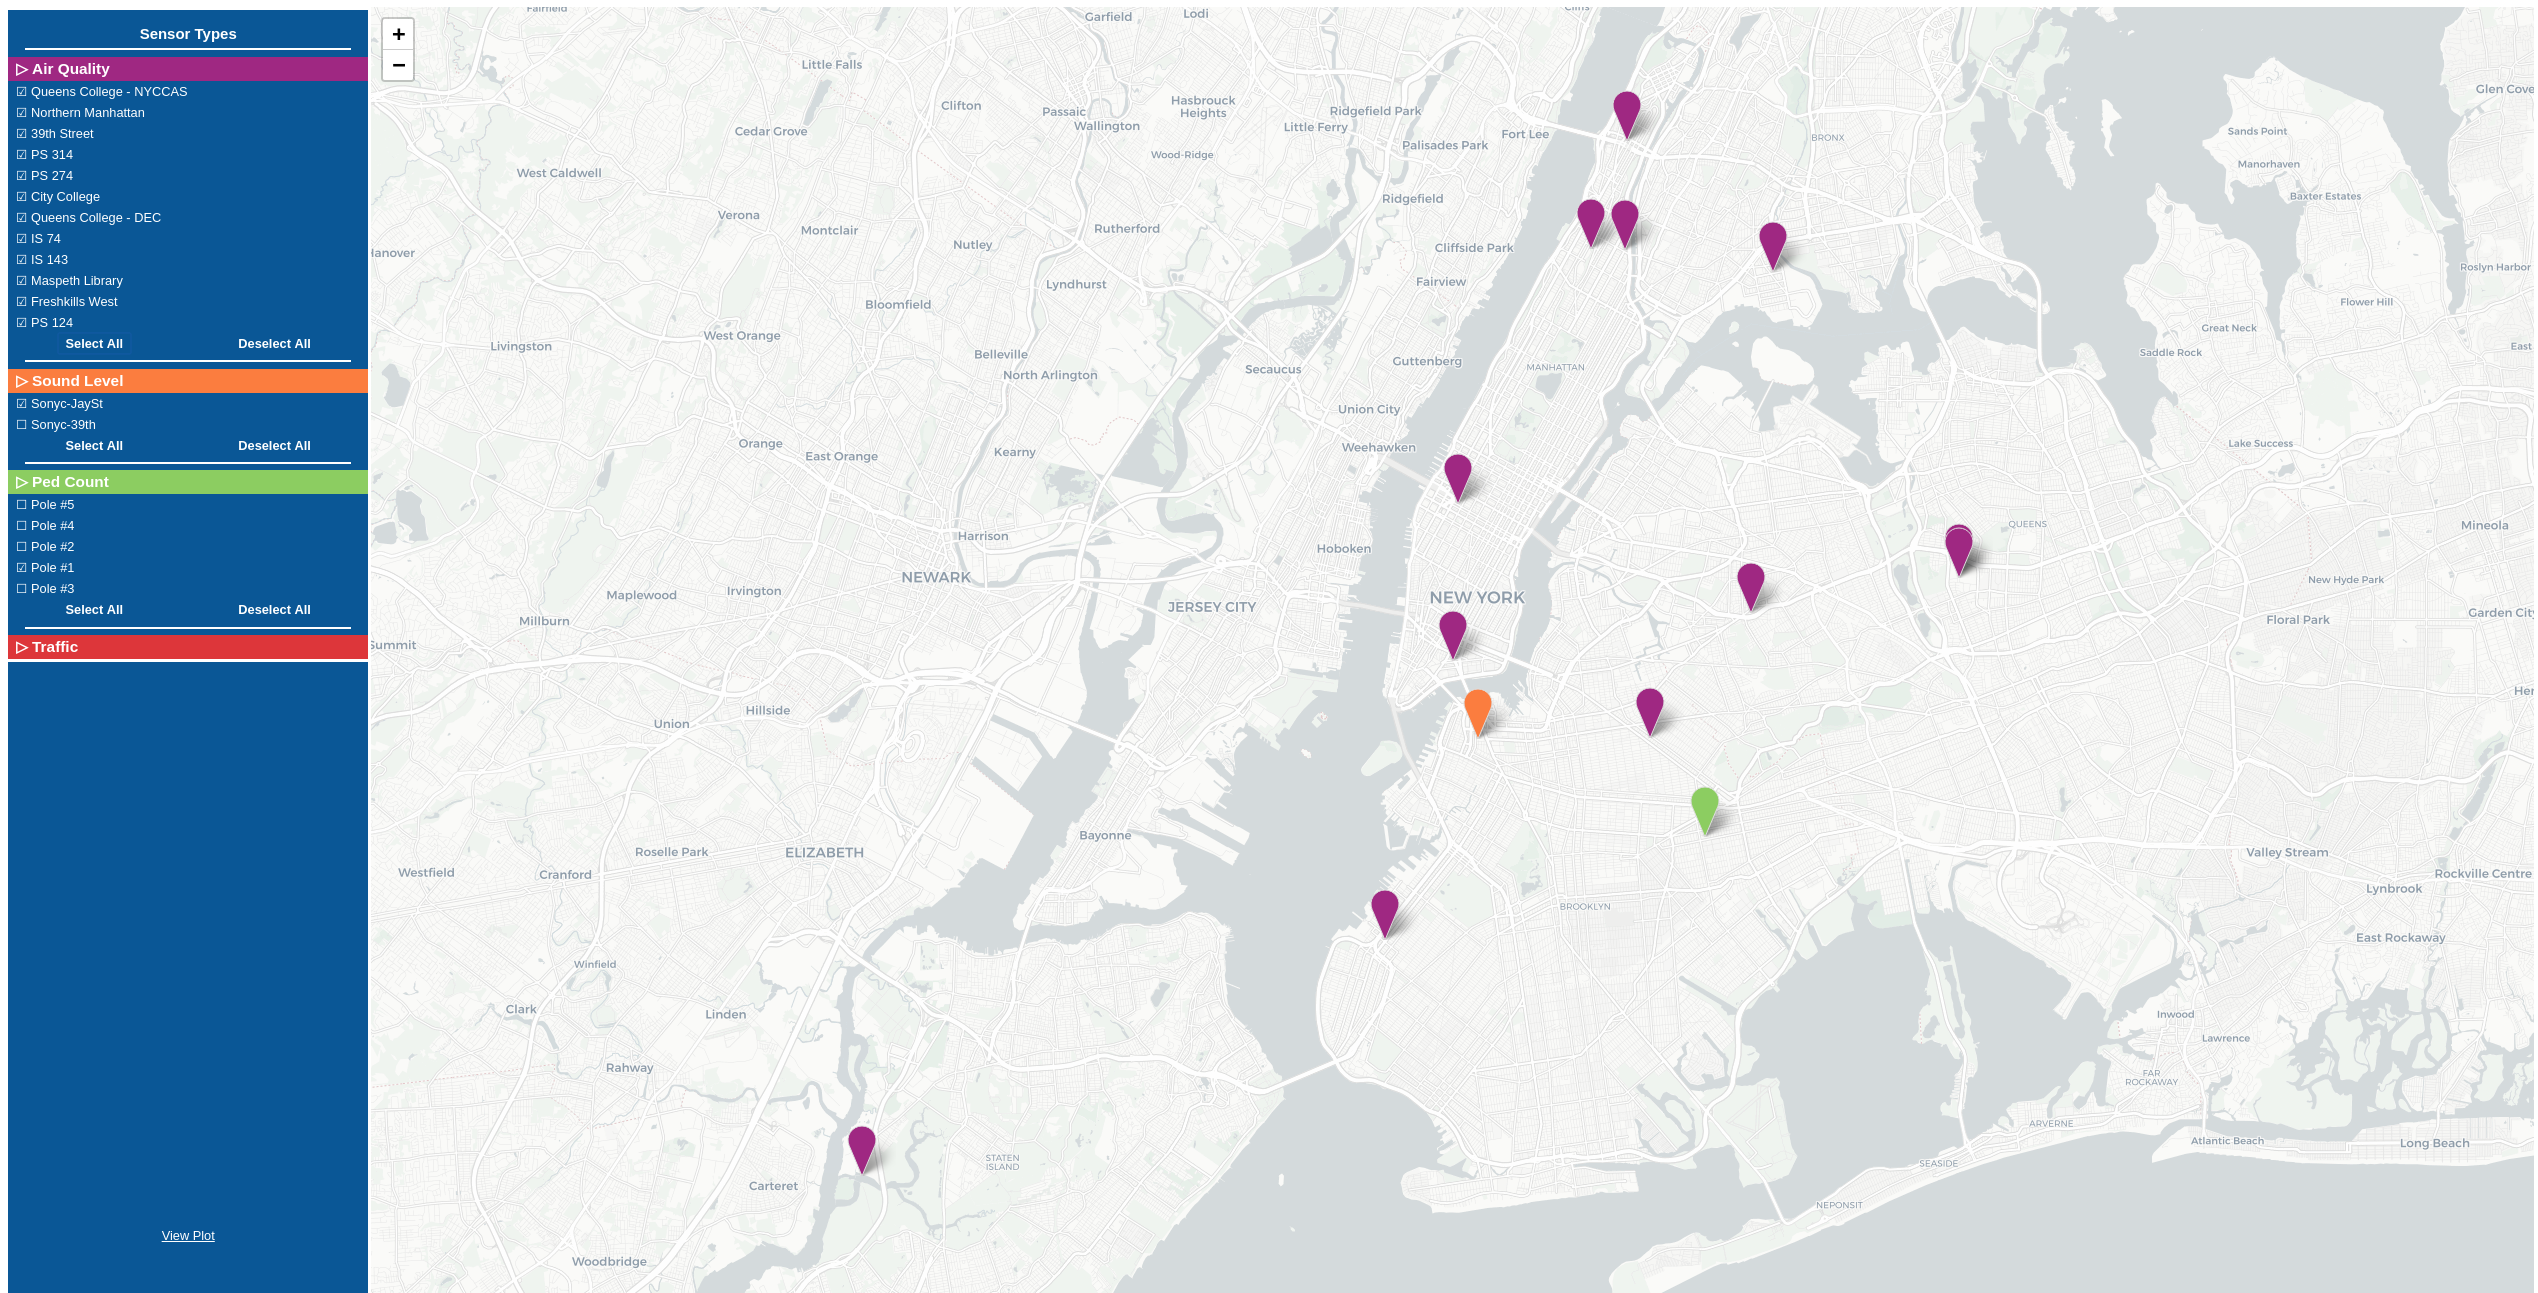 Sensor Types
▷ Air Quality
☑ Queens College - NYCCAS
☑ Northern Manhattan
☑ 39th Street
☑ PS 314
☑ PS 274
☑ City College
☑ Queens College - DEC
☑ IS 74
☑ IS 143
☑ Maspeth Library
☑ Freshkills West
☑ PS 124
Select All Deselect All
▷ Sound Level
☑ Sonyc-JaySt
☐ Sonyc-39th
Select All Deselect All
▷ Ped Count
☐ Pole #5
☐ Pole #4
☐ Pole #2
☑ Pole #1
☐ Pole #3
Select All Deselect All
▷ Traffic
View Plot
+
−
Fairfield
Garfield
Lodi
Little Falls
Clifton
Passaic
Hasbrouck
Heights
Wallington
Ridgefield Park
Little Ferry
Cedar Grove
Fort Lee
Palisades Park
Wood-Ridge
West Caldwell
Glen Cove
Sands Point
BRONX
Manorhaven
Baxter Estates
Ridgefield
Verona
Montclair
Nutley
Rutherford
Cliffside Park
Hanover
Roslyn Harbor
Fairview
Lyndhurst
Flower Hill
Bloomfield
West Orange
Great Neck
Livingston
Belleville
North Arlington
Secaucus
Guttenberg
MANHATTAN
Saddle Rock
East
Union City
Orange
East Orange
Kearny
Weehawken
Lake Success
Harrison
Hoboken
QUEENS
Mineola
NEWARK
Maplewood
Irvington
JERSEY CITY
NEW YORK
New Hyde Park
Garden City
Millburn
Floral Park
Summit
Union
Hillside
Her
Bayonne
Roselle Park
ELIZABETH
Westfield
Cranford
Valley Stream
Rockville Centre
Lynbrook
BROOKLYN
East Rockaway
Winfield
Clark
Linden
Inwood
Lawrence
Rahway
FAR
ROCKAWAY
ARVERNE
Atlantic Beach
Long Beach
STATEN
ISLAND
SEASIDE
Carteret
NEPONSIT
Woodbridge